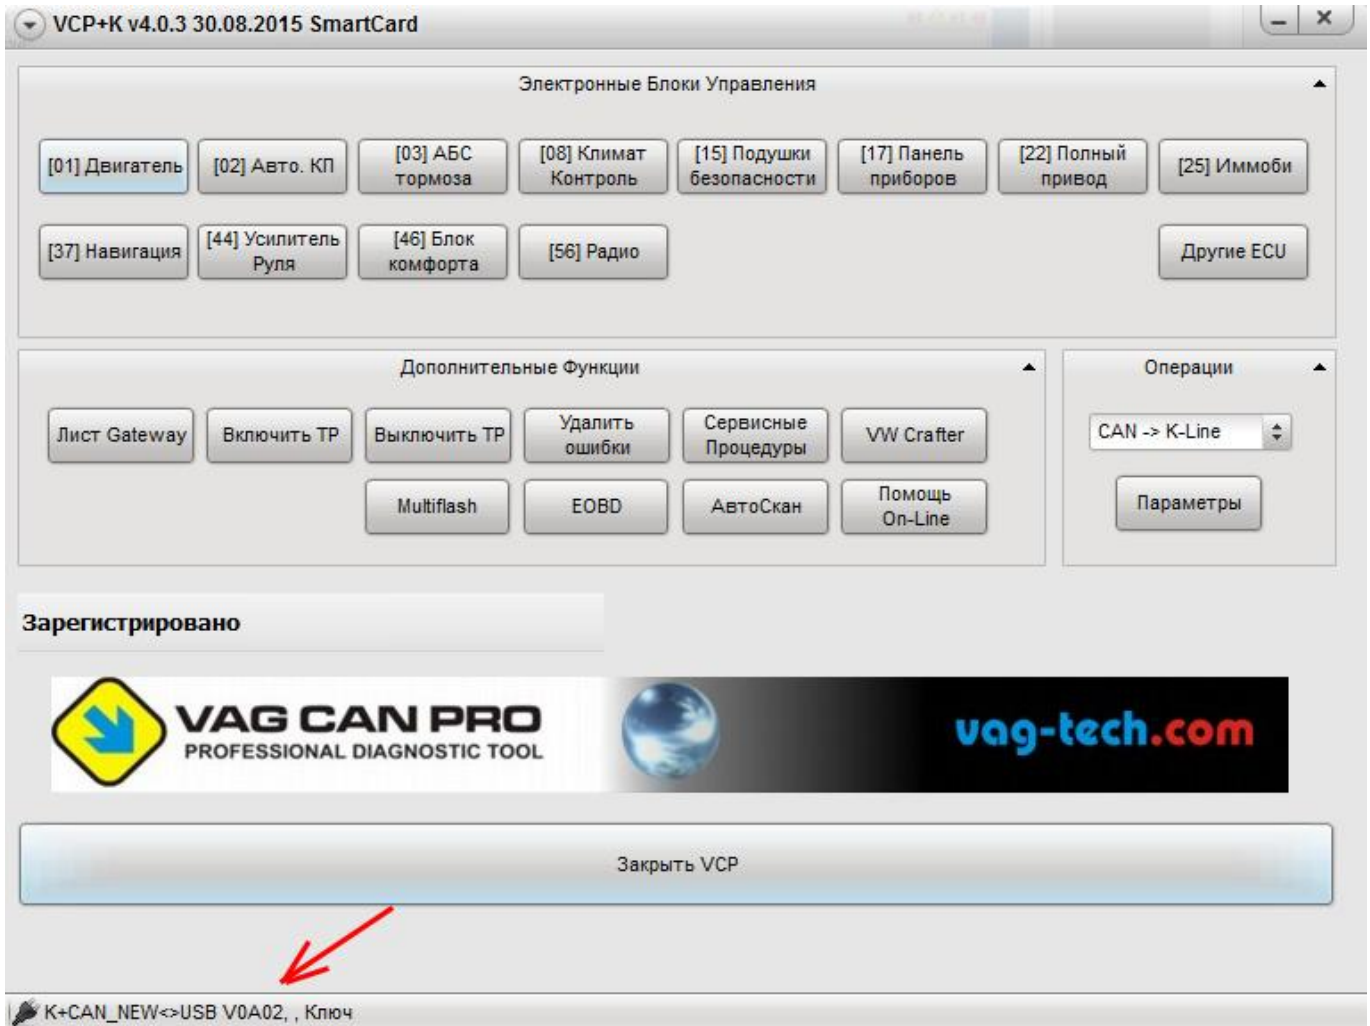 VCP+K v4.0.3 30.08.2015 SmartCard
Электронные Блоки Управления
[01] Двигатель
[02] Авто. КП
[03] АБС
тормоза
[08] Климат
Контроль
[15] Подушки
безопасности
[17] Панель
приборов
[22] Полный
привод
[25] Иммоби
[37] Навигация
[44] Усилитель
Руля
[46] Блок
комфорта
[56] Радио
Другие ECU
Дополнительные Функции
Лист Gateway
Включить ТР
Выключить ТР
Удалить
ошибки
Сервисные
Процедуры
VW Crafter
Multiflash
EOBD
АвтоСкан
Помощь
On-Line
Операции
CAN -> K-Line
Параметры
Зарегистрировано
VAG CAN PRO
PROFESSIONAL DIAGNOSTIC TOOL
vag-tech.com
Закрыть VCP
K+CAN_NEW<>USB V0A02, , Ключ